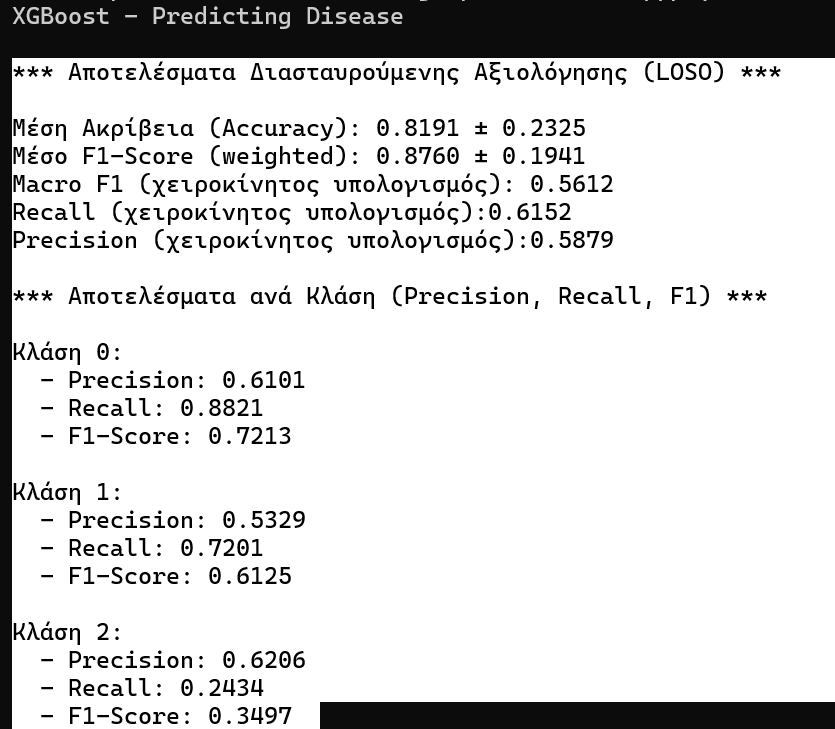 XGBoost – Predicting Disease
*** Αποτελέσματα Διασταυρούμενης Αξιολόγησης (LOSO) ***
Μέση Ακρίβεια (Accuracy): 0.8191 ± 0.2325
Μέσο F1-Score (weighted): 0.8760 ± 0.1941
Macro F1 (χειροκίνητος υπολογισμός): 0.5612
Recall (χειροκίνητος υπολογισμός):0.6152
Precision (χειροκίνητος υπολογισμός):0.5879
*** Αποτελέσματα ανά Κλάση (Precision, Recall, F1) ***
Κλάση 0:
- Precision: 0.6101
- Recall: 0.8821
- F1-Score: 0.7213
Κλάση 1:
- Precision: 0.5329
- Recall: 0.7201
- F1-Score: 0.6125
Κλάση 2:
- Precision: 0.6206
- Recall: 0.2434
- F1-Score: 0.3497